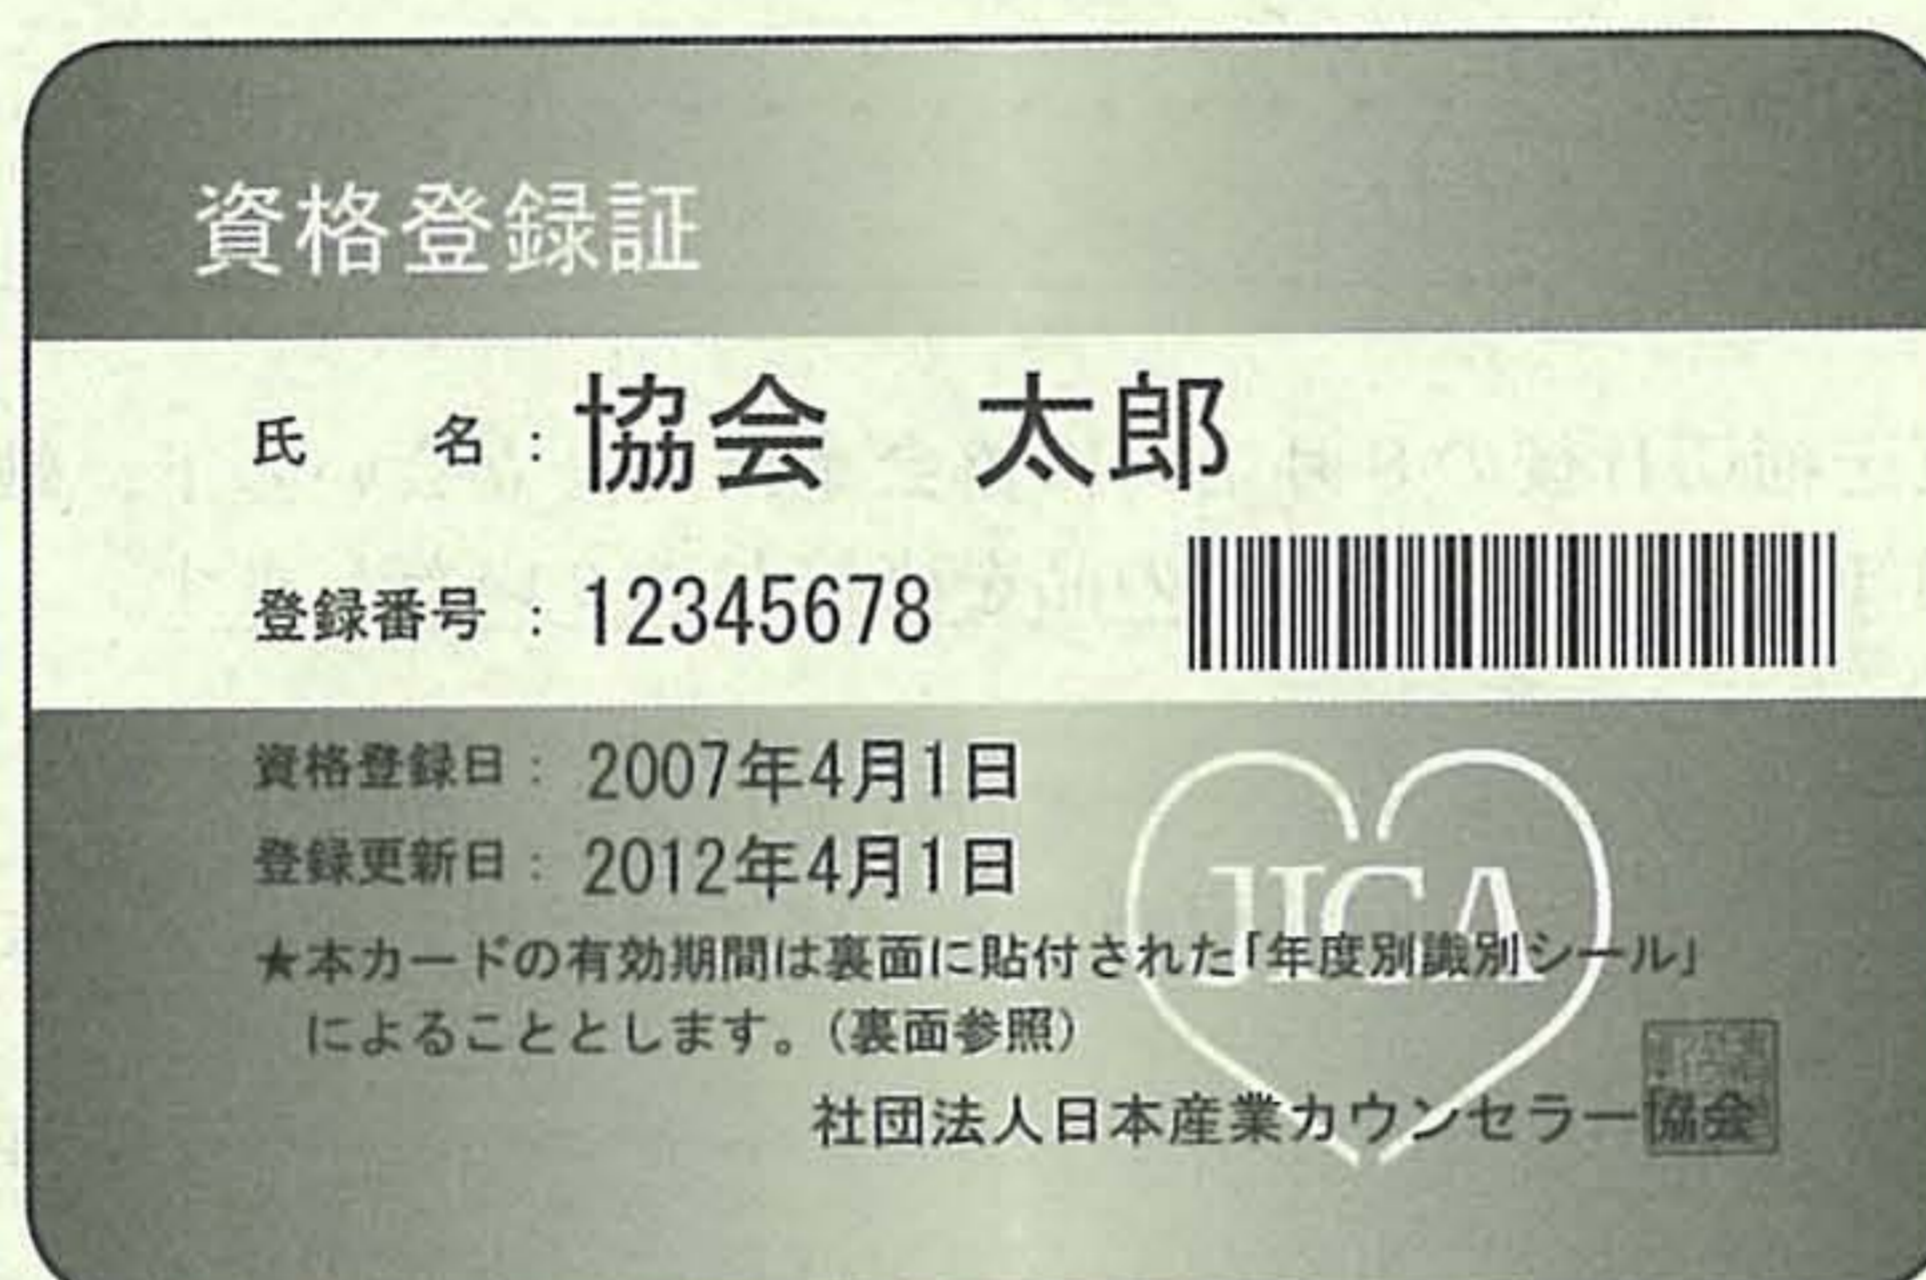 資格登録証
氏　名：協会　太郎
登録番号：12345678
資格登録日：2007年4月1日
登録更新日：2012年4月1日
★本カードの有効期間は裏面に貼付された「年度別識別シール」
によることとします。（裏面参照）
JICA
社団法人日本産業カウンセラー協会